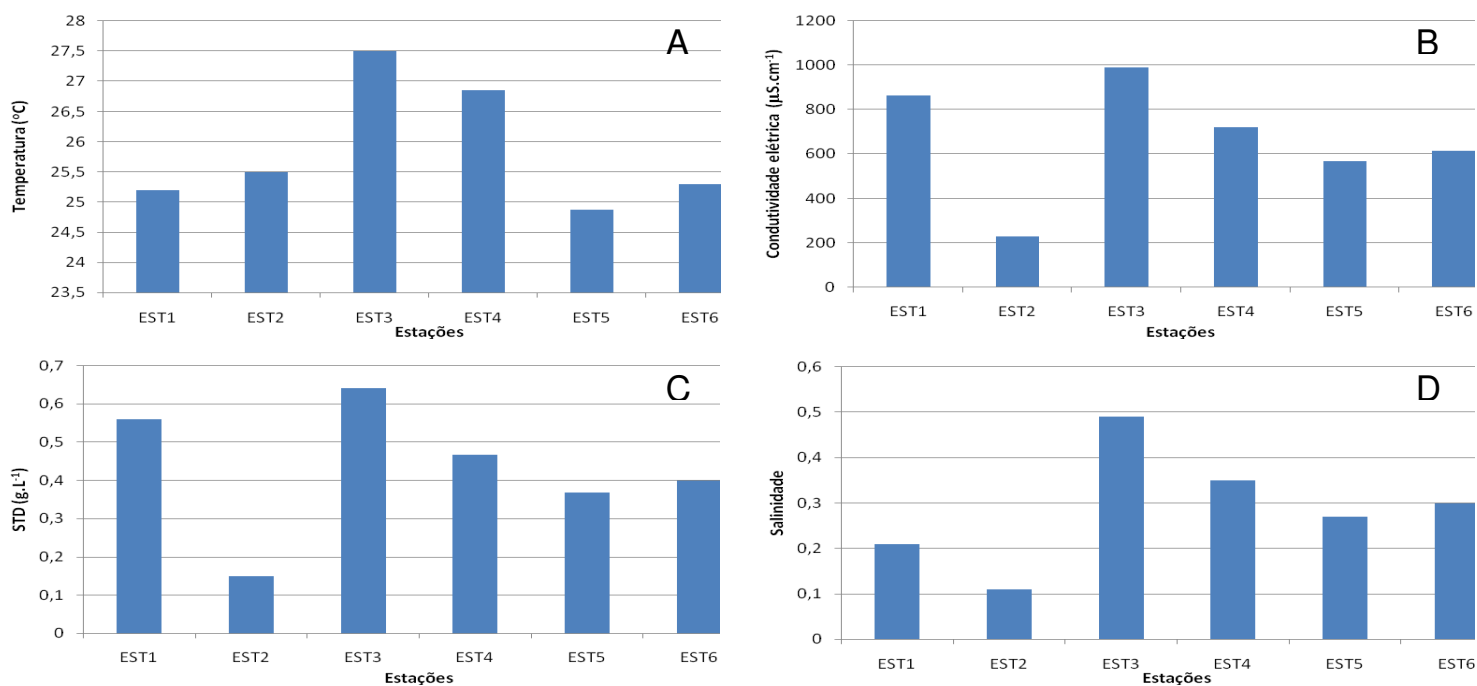 A
Temperatura (ºC)
28
27,5
27
26,5
26
25,5
25
24,5
24
23,5
EST1 EST2 EST3 EST4 EST5 EST6
Estações
B
Condutividade elétrica (µS.cm-1)
1200
1000
800
600
400
200
0
EST1 EST2 EST3 EST4 EST5 EST6
Estações
C
STD (g.L-1)
0,7
0,6
0,5
0,4
0,3
0,2
0,1
0
EST1 EST2 EST3 EST4 EST5 EST6
Estações
D
Salinidade
0,6
0,5
0,4
0,3
0,2
0,1
0
EST1 EST2 EST3 EST4 EST5 EST6
Estações